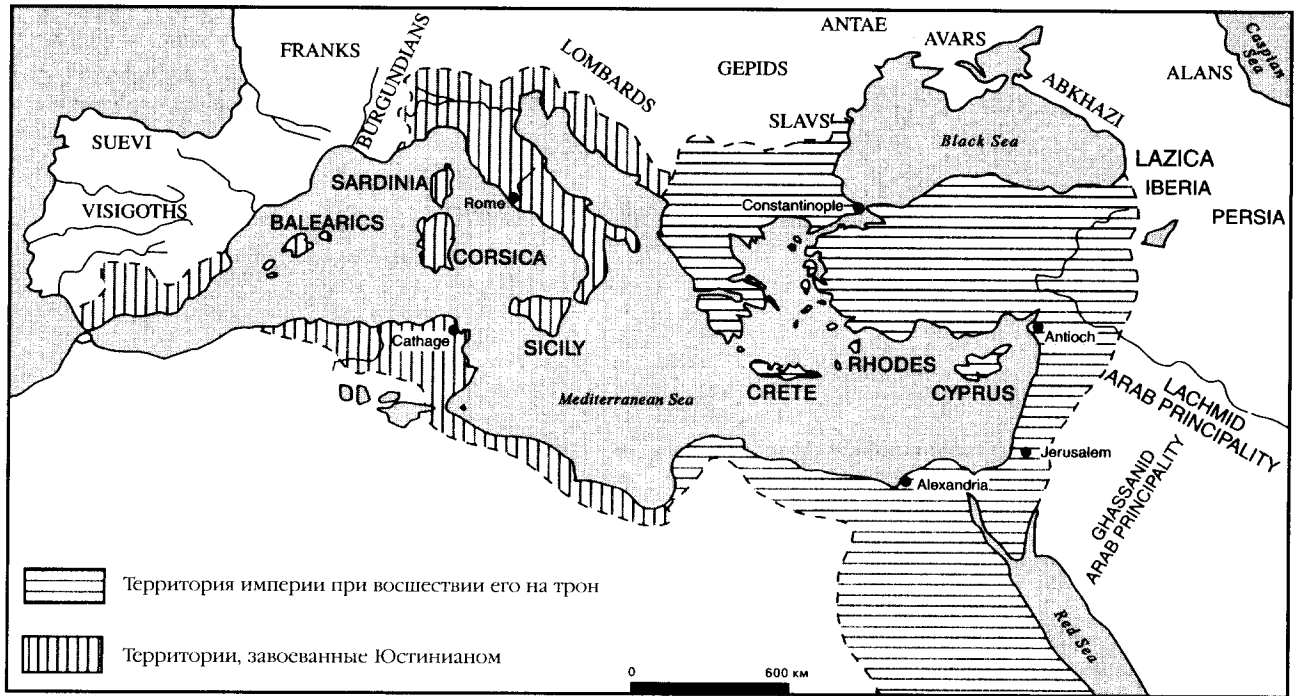 ANTAE
FRANKS
BURGUNDIANS
LOMBARDS
GEPIDS
AVARS
ALANS
Caspian
Sea
ABKHAZI
SLAVS
SUEVI
Black Sea
LAZICA
IBERIA
SARDINIA
Rome
Constantinople
VISIGOTHS
PERSIA
BALEARICS
CORSICA
Cathage
SICILY
Antioch
RHODES
CRETE
CYPRUS
Mediterranean Sea
LACHMID
ARAB PRINCIPALITY
Jerusalem
Alexandria
GHASSANID
ARAB PRINCIPALITY
Red Sea
Территория империи при восшествии его на трон
Территории, завоеванные Юстинианом
0 600 км